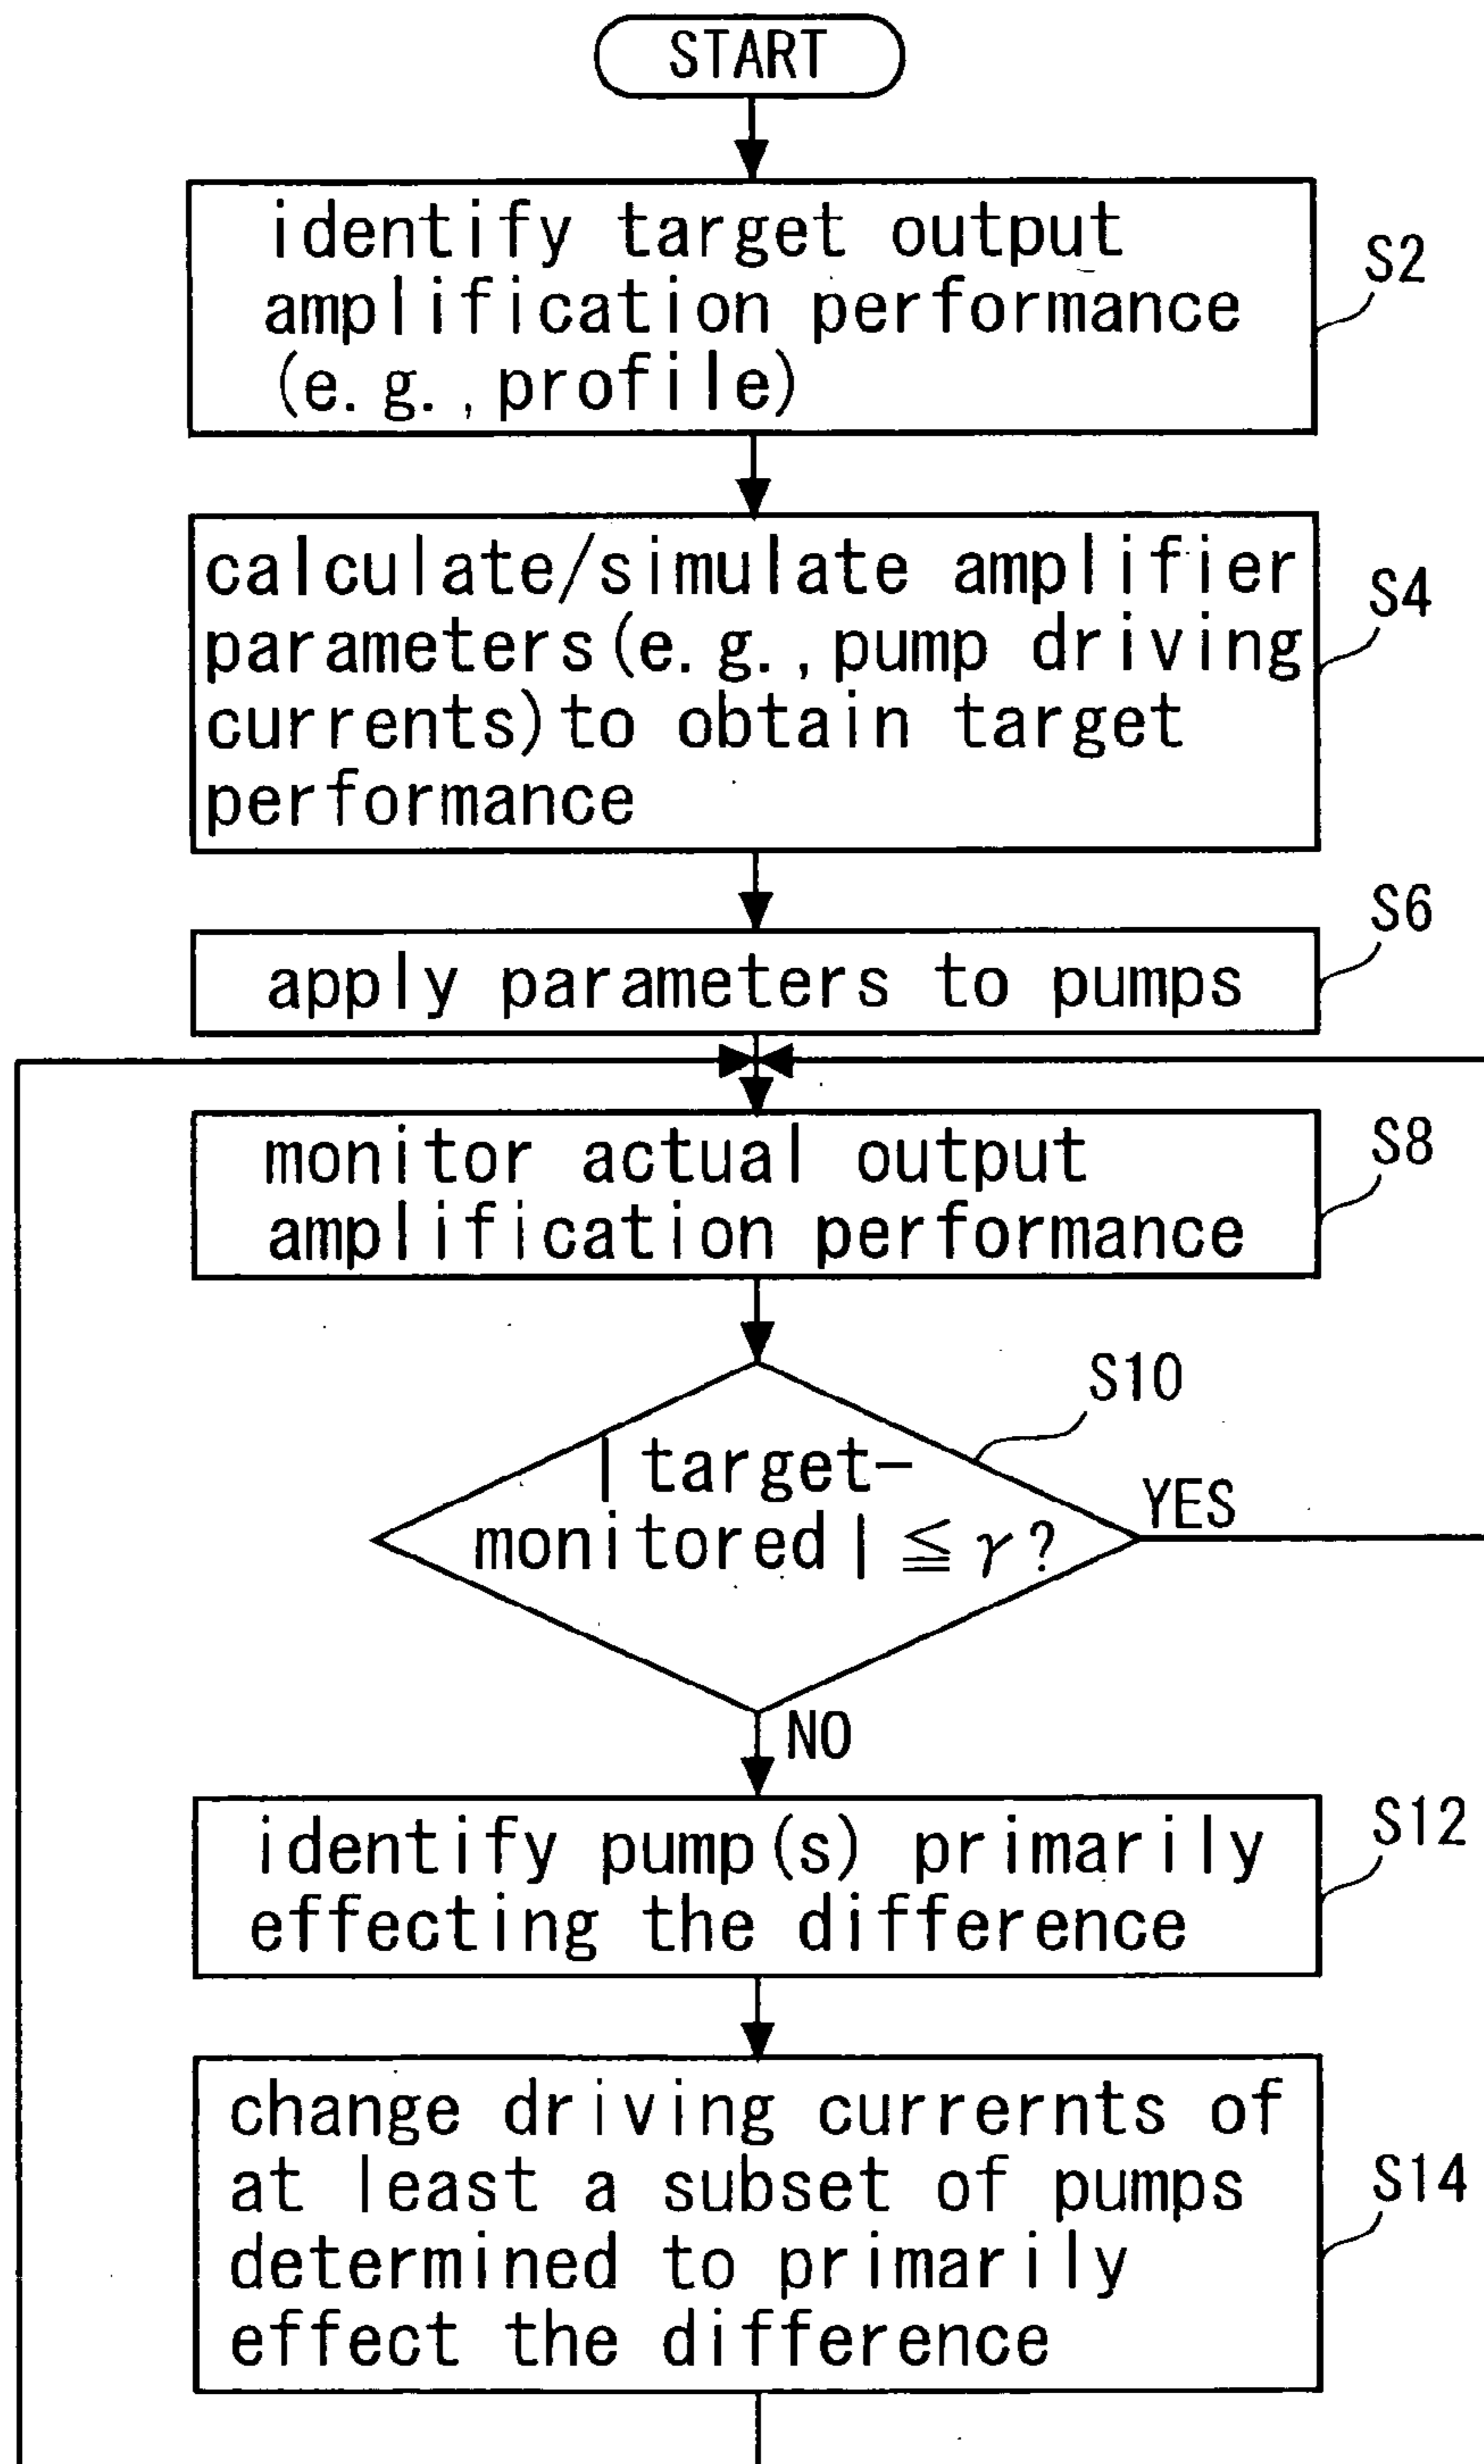 START
identify target output
amplification performance
(e.g.,profile)
S2
calculate/simulate amplifier
parameters(e.g.,pump driving
currents)to obtain target
performance
S4
apply parameters to pumps
S6
monitor actual output
amplification performance
S8
|target-
monitored|≦γ?
S10
YES
NO
identify pump(s) primarily
effecting the difference
S12
change driving currernts of
at least a subset of pumps
determined to primarily
effect the difference
S14